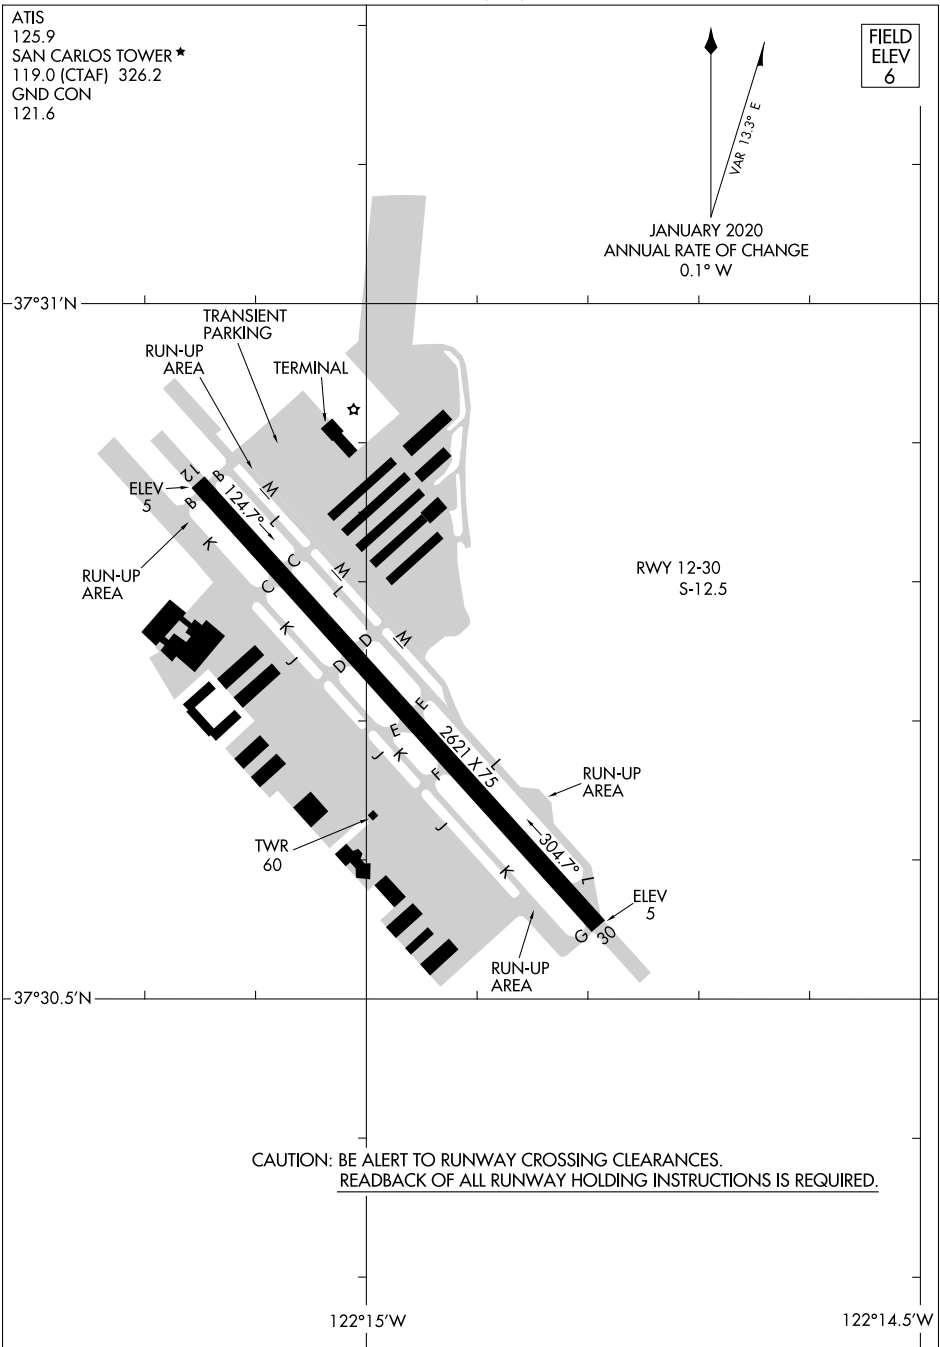 ATIS
125.9
SAN CARLOS TOWER★
119.0 (CTAF) 326.2
GND CON
121.6
FIELD
ELEV
6
VAR 13.3° E
JANUARY 2020
ANNUAL RATE OF CHANGE
0.1° W
37°31'N
TRANSIENT
PARKING
RUN-UP
AREA
TERMINAL
ELEV
5
12
B
B
124.7°
M
L
K
C
C
M
L
RUN-UP
AREA
RWY 12-30
S-12.5
K
J
D
D
M
E
E
2621 X 75
L
J
K
F
RUN-UP
AREA
TWR
60
J
304.7°
K
L
ELEV
5
G
30
RUN-UP
AREA
37°30.5'N
CAUTION: BE ALERT TO RUNWAY CROSSING CLEARANCES.
READBACK OF ALL RUNWAY HOLDING INSTRUCTIONS IS REQUIRED.
122°15'W
122°14.5'W